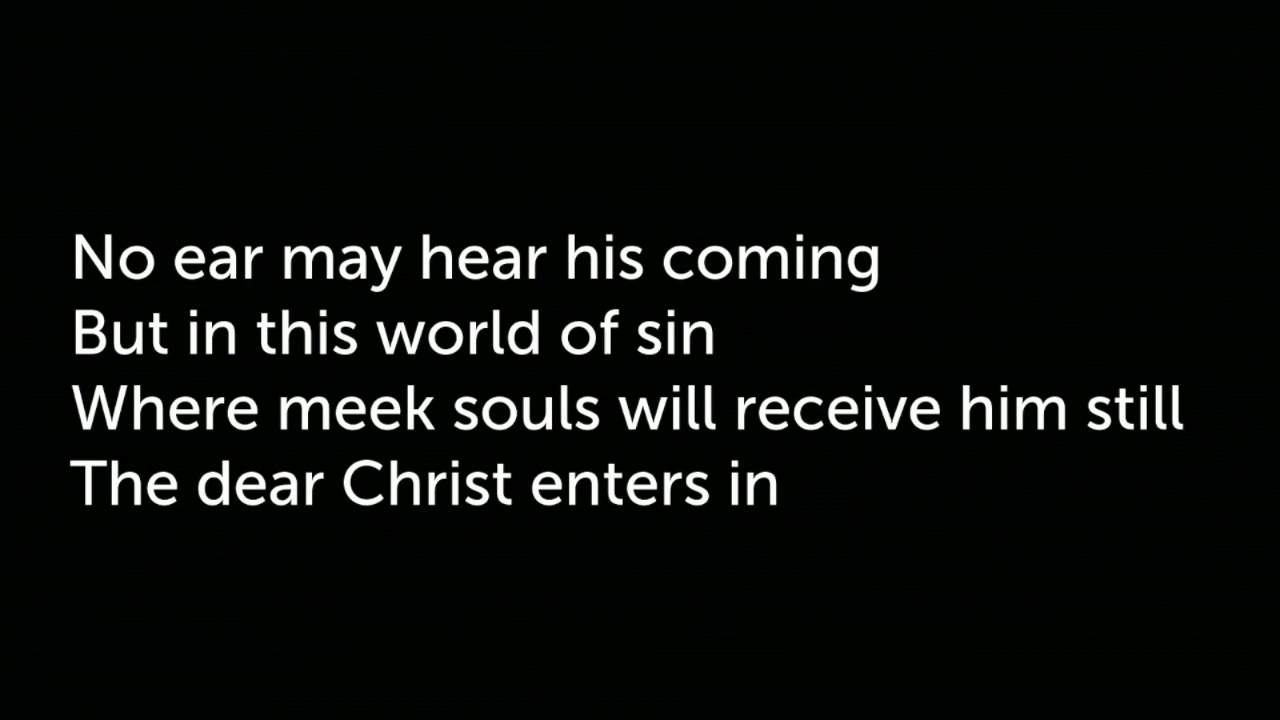 No ear may hear his coming
But in this world of sin
Where meek souls will receive him still
The dear Christ enters in